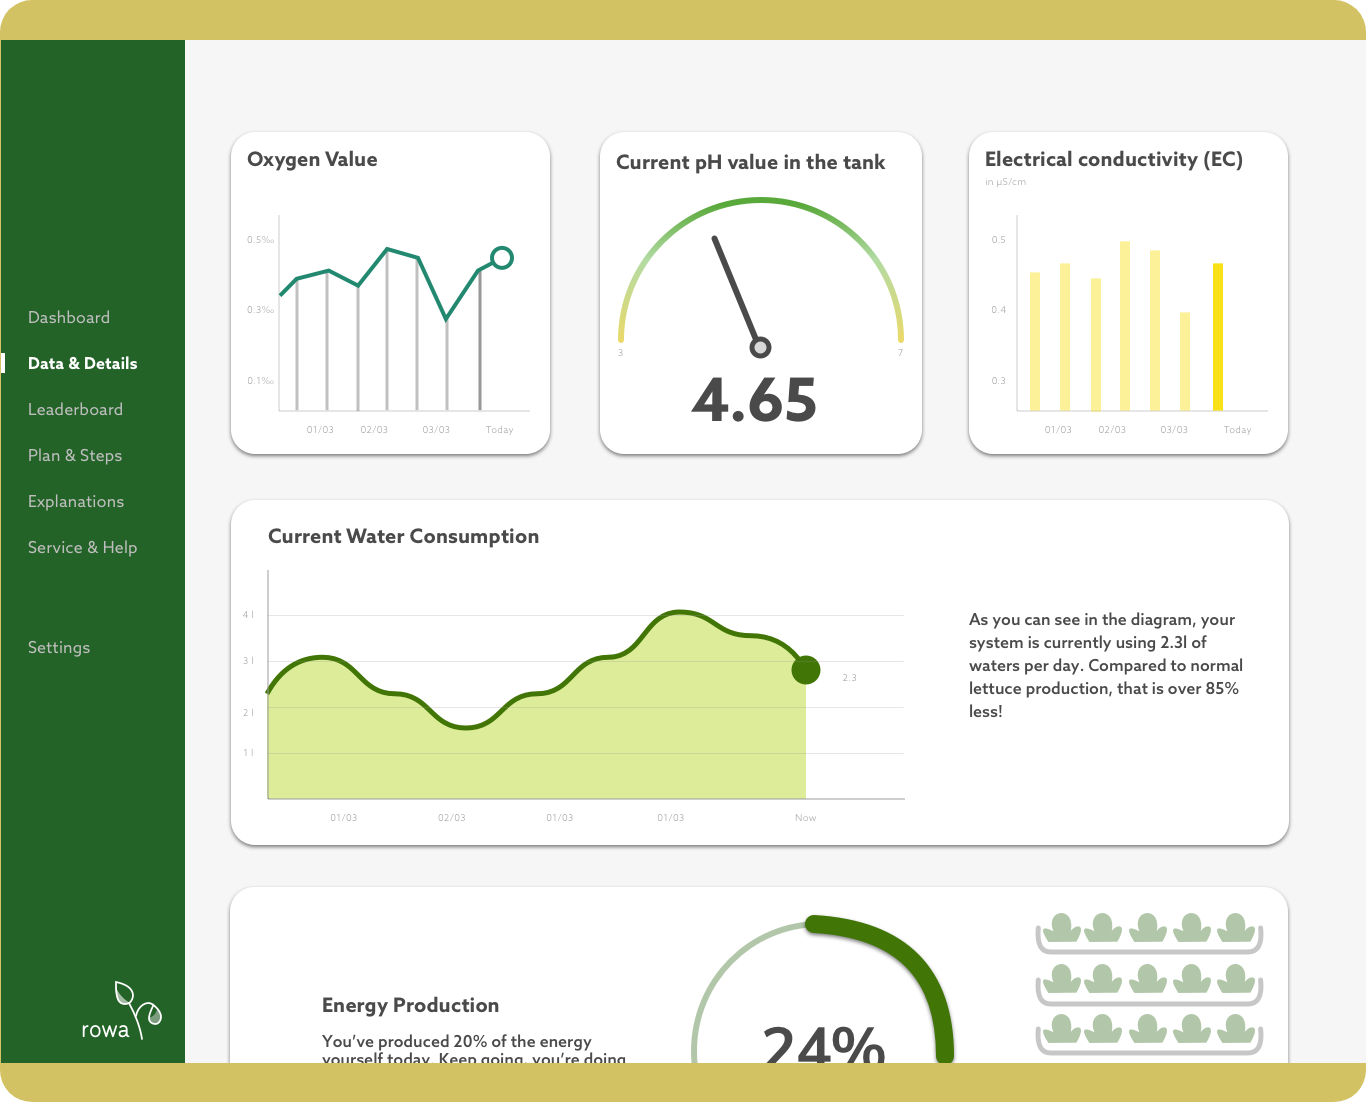 Dashboard
Data & Details
Leaderboard
Plan & Steps
Explanations
Service & Help
Settings
rowa
Oxygen Value
0.5‰
0.3‰
0.1‰
01/03
02/03
03/03
Today
Current pH value in the tank
3
7
4.65
Electrical conductivity (EC)
in µS/cm
0.5
0.4
0.3
01/03
02/03
03/03
Today
Current Water Consumption
4 l
3 l
2 l
1 l
2.3
01/03
02/03
01/03
01/03
Now
As you can see in the diagram, your
system is currently using 2.3l of
waters per day. Compared to normal
lettuce production, that is over 85%
less!
Energy Production
You've produced 20% of the energy
yourself today. Keep going, you're doing
24%